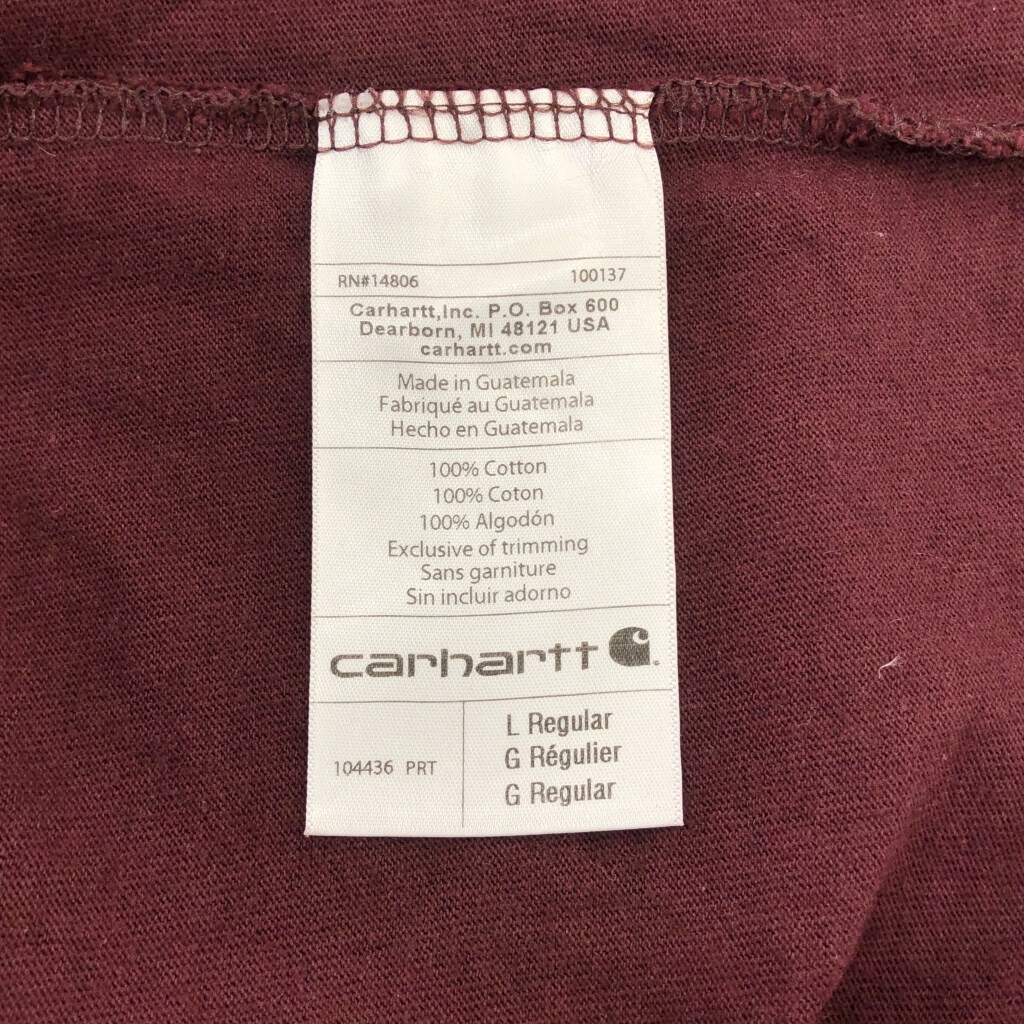 RN#14806 100137
Carhartt,Inc. P.O. Box 600
Dearborn, MI 48121 USA
carhartt.com
Made in Guatemala
Fabriqué au Guatemala
Hecho en Guatemala
100% Cotton
100% Coton
100% Algodón
Exclusive of trimming
Sans garniture
Sin incluir adorno
carhartt
104436 PRT
L Regular
G Régulier
G Regular